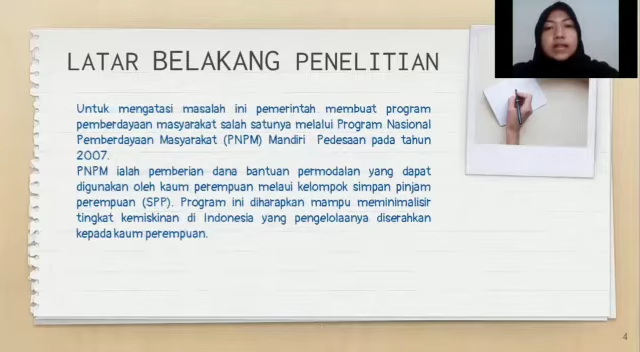 LATAR BELAKANG PENELITIAN
Untuk mengatasi masalah ini pemerintah membuat program
pemberdayaan masyarakat salah satunya melalui Program Nasional
Pemberdayaan Masyarakat (PNPM) Mandiri Pedesaan pada tahun
2007.
PNPM ialah pemberian dana bantuan permodalan yang dapat
digunakan oleh kaum perempuan melaui kelompok simpan pinjam
perempuan (SPP). Program ini diharapkan mampu meminimalisir
tingkat kemiskinan di Indonesia yang pengelolaanya diserahkan
kepada kaum perempuan.
4